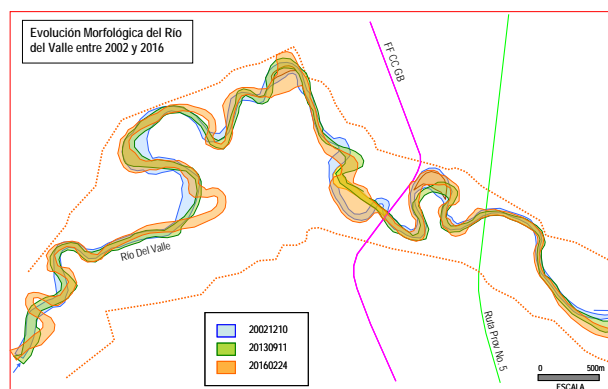 Evolución Morfológica del Río
del Valle entre 2002 y 2016
FF CC GB
Río Del Valle
Ruta Prov No. 5
20021210
20130911
20160224
0 500m
ESCALA